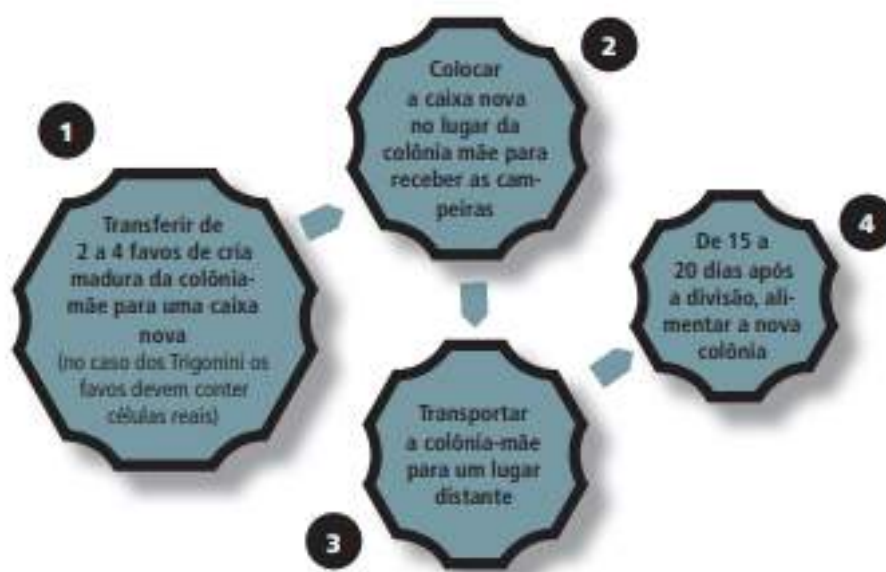 1
Transferir de
2 a 4 favos de cria
madura da colônia-
mãe para uma caixa
nova
(no caso dos Trigonini os
favos devem conter
células reais)
2
Colocar
a caixa nova
no lugar da
colônia mãe para
receber as cam-
peiras
3
Transportar
a colônia-mãe
para um lugar
distante
4
De 15 a
20 dias após
a divisão, ali-
mentar a nova
colônia